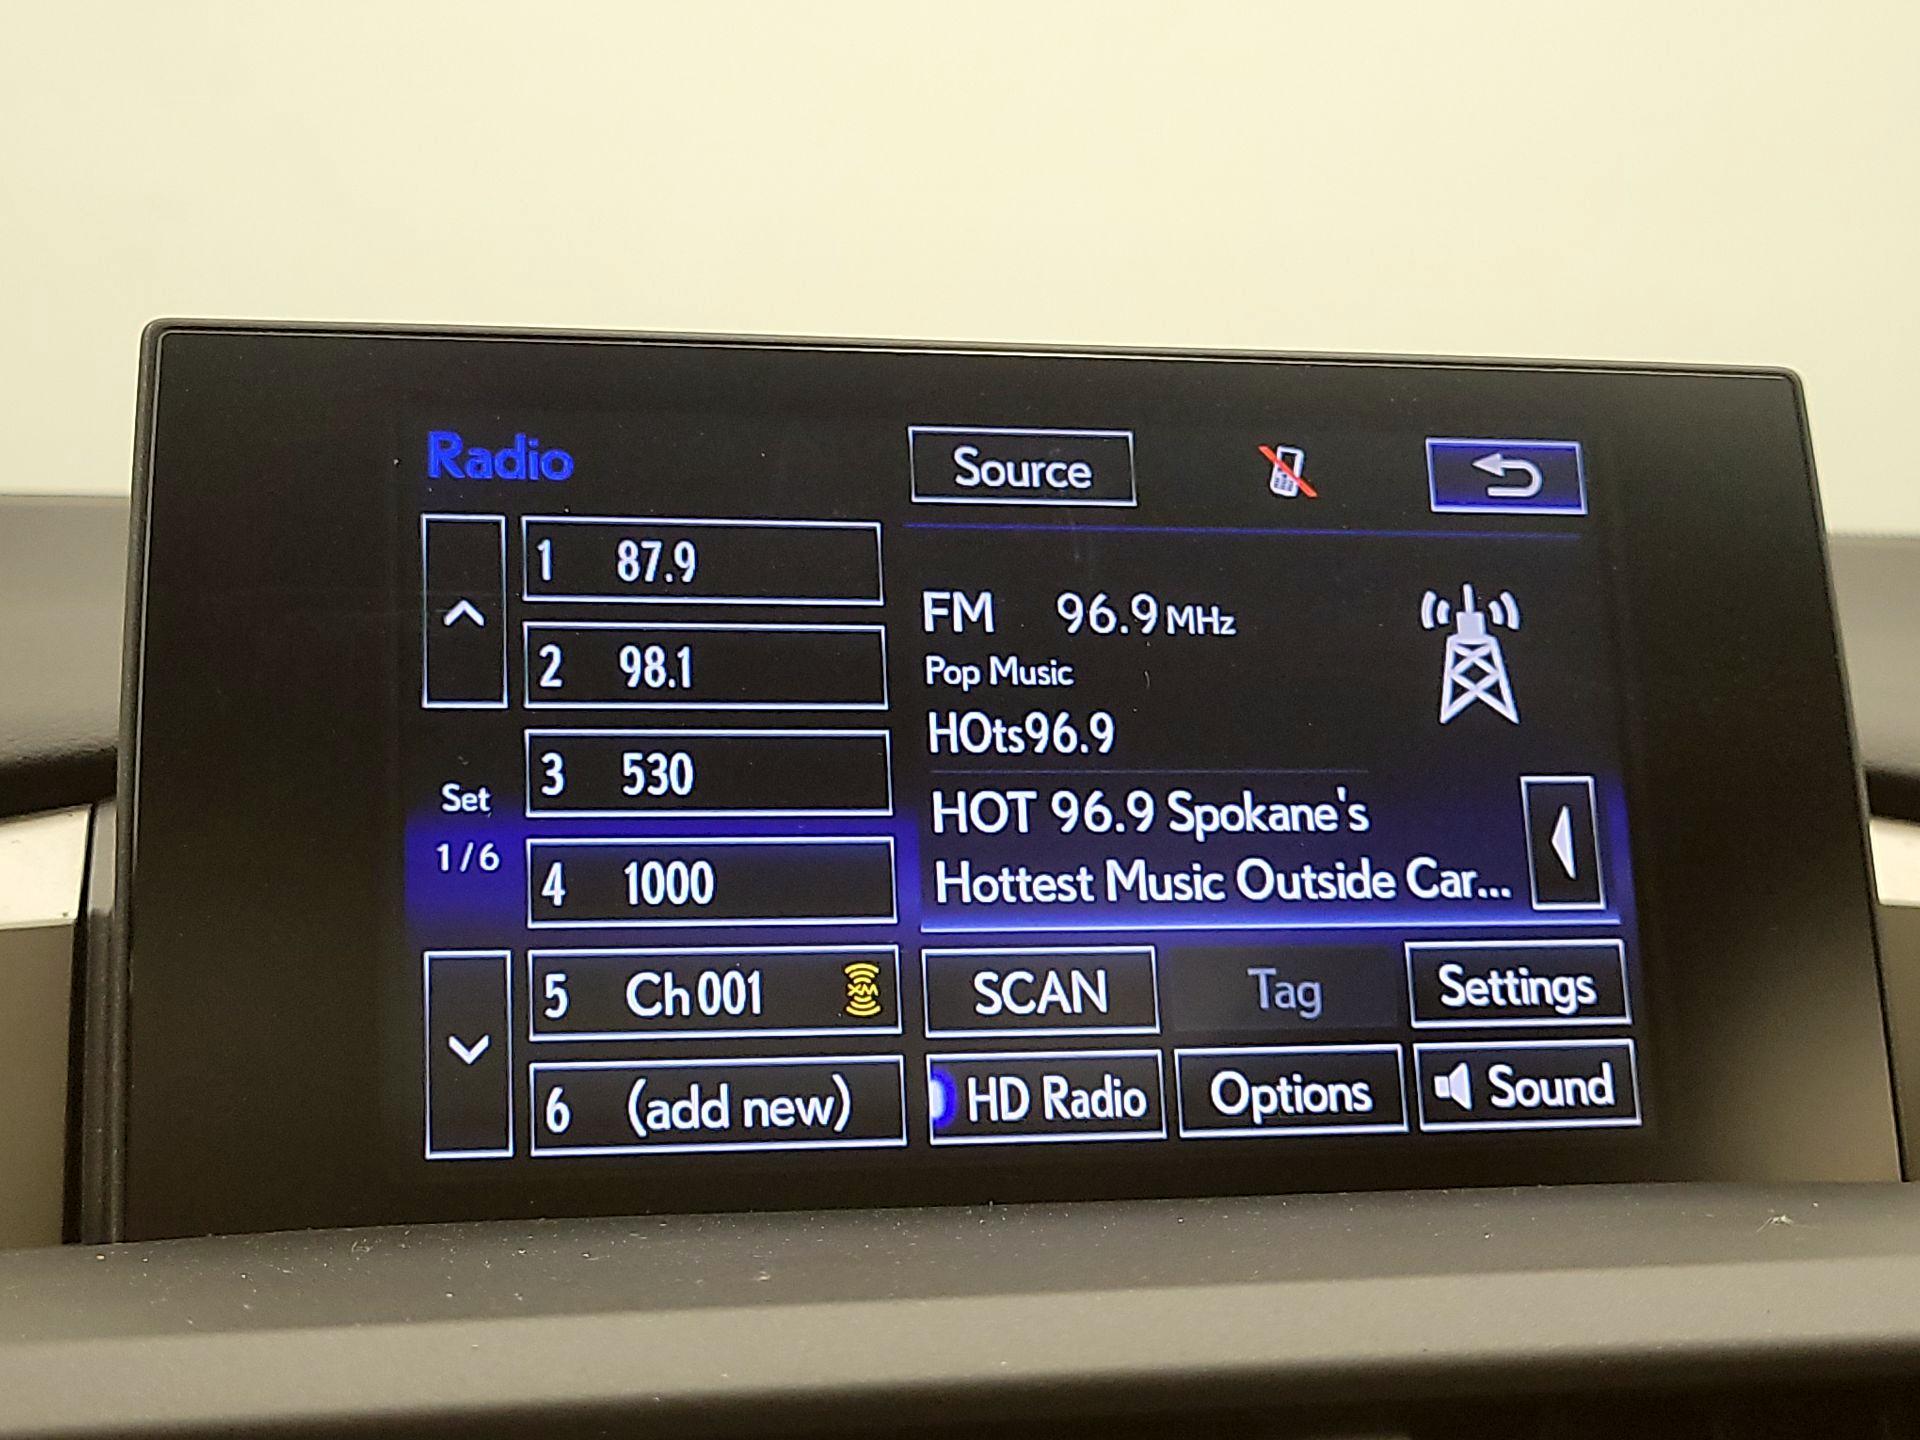 Radio
Source
1 87.9
2 98.1
3 530
4 1000
5 Ch 001 XM
6 (add new)
Set
1/6
FM 96.9 MHz
Pop Music
HOts96.9
HOT 96.9 Spokane's
Hottest Music Outside Car...
SCAN
Tag
Settings
HD Radio
Options
Sound